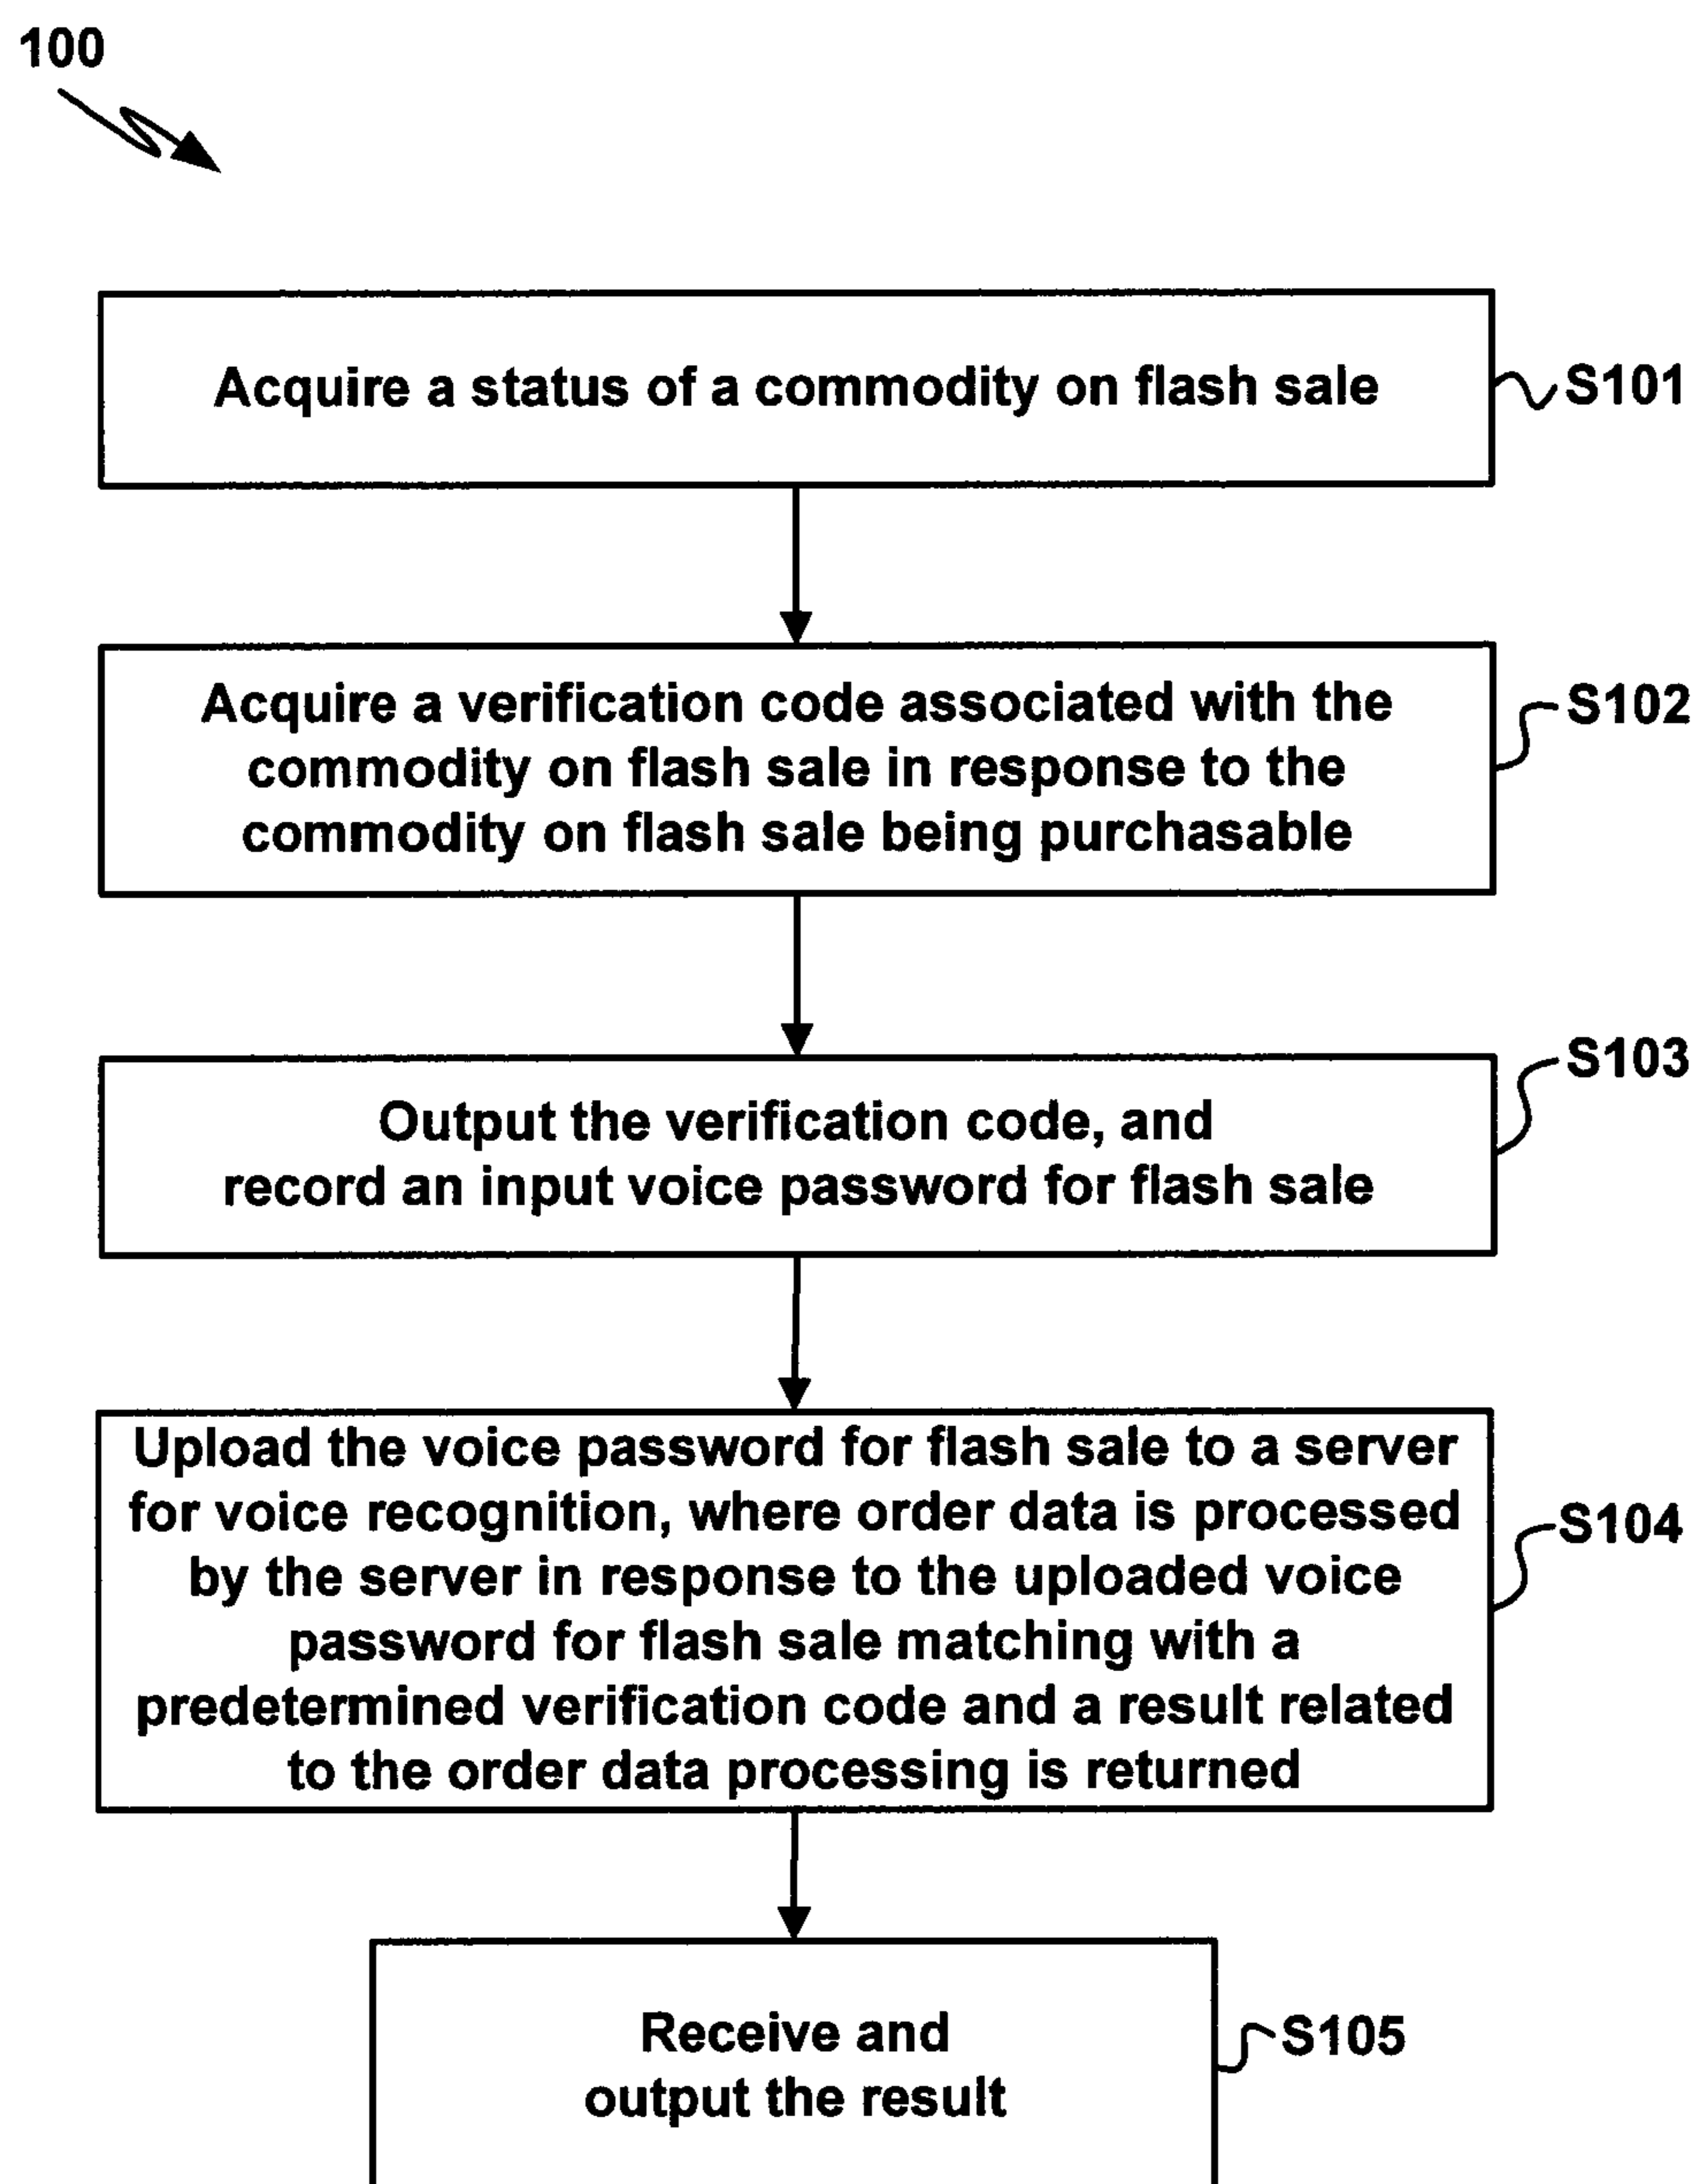 100
Acquire a status of a commodity on flash sale
S101
Acquire a verification code associated with the
commodity on flash sale in response to the
commodity on flash sale being purchasable
S102
Output the verification code, and
record an input voice password for flash sale
S103
Upload the voice password for flash sale to a server
for voice recognition, where order data is processed
by the server in response to the uploaded voice
password for flash sale matching with a
predetermined verification code and a result related
to the order data processing is returned
S104
Receive and
output the result
S105